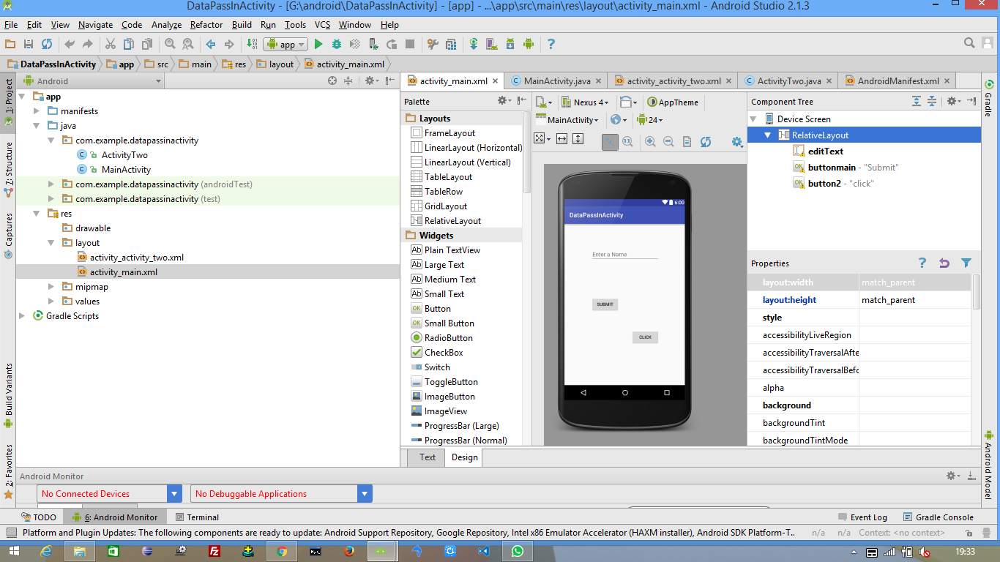 DataPassInActivity - [G:\android\DataPassInActivity] - [app] - ...\app\src\main\res\layout\activity_main.xml - Android Studio 2.1.3
File Edit View Navigate Code Analyze Refactor Build Run Tools VCS Window Help
app
DataPassInActivity app src main res layout activity_main.xml
1: Project
7: Structure
Captures
Build Variants
2: Favorites
Android
app
manifests
java
com.example.datapassinactivity
ActivityTwo
MainActivity
com.example.datapassinactivity (androidTest)
com.example.datapassinactivity (test)
res
drawable
layout
activity_activity_two.xml
activity_main.xml
mipmap
values
Gradle Scripts
activity_main.xml MainActivity.java activity_activity_two.xml ActivityTwo.java AndroidManifest.xml
Palette
Layouts
FrameLayout
LinearLayout (Horizontal)
LinearLayout (Vertical)
TableLayout
TableRow
GridLayout
RelativeLayout
Widgets
Plain TextView
Large Text
Medium Text
Small Text
Button
Small Button
RadioButton
CheckBox
Switch
ToggleButton
ImageButton
ImageView
ProgressBar (Large)
ProgressBar (Normal)
Nexus 4 AppTheme
MainActivity 24
6:00
DataPassInActivity
Enter a Name
SUBMIT
CLICK
Text Design
Component Tree
Device Screen
RelativeLayout
editText
buttonmain - "Submit"
button2 - "click"
Properties
layout:width match_parent
layout:height match_parent
style
accessibilityLiveRegion
accessibilityTraversalAfte
accessibilityTraversalBefo
alpha
background
backgroundTint
backgroundTintMode
Gradle
Android Model
Android Monitor
No Connected Devices No Debuggable Applications
TODO 6: Android Monitor Terminal Event Log Gradle Console
Platform and Plugin Updates: The following components are ready to update: Android Support Repository, Google Repository, Intel x86 Emulator Accelerator (HAXM installer), Android SDK Platform-T.. n/a n/a Context: <no context>
19:33